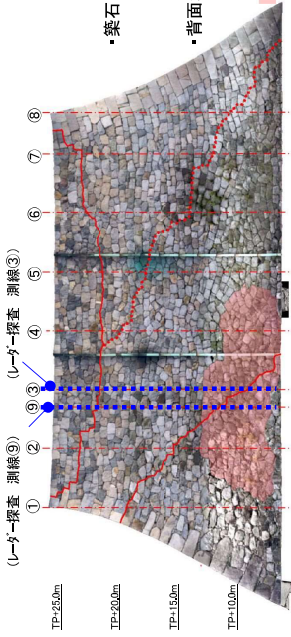 ・築石
・背面
(レーダー探査 測線⑨)
(レーダー探査 測線③)
①
②
⑨
③
④
⑤
⑥
⑦
⑧
TP+25.0m
TP+20.0m
TP+15.0m
TP+10.0m